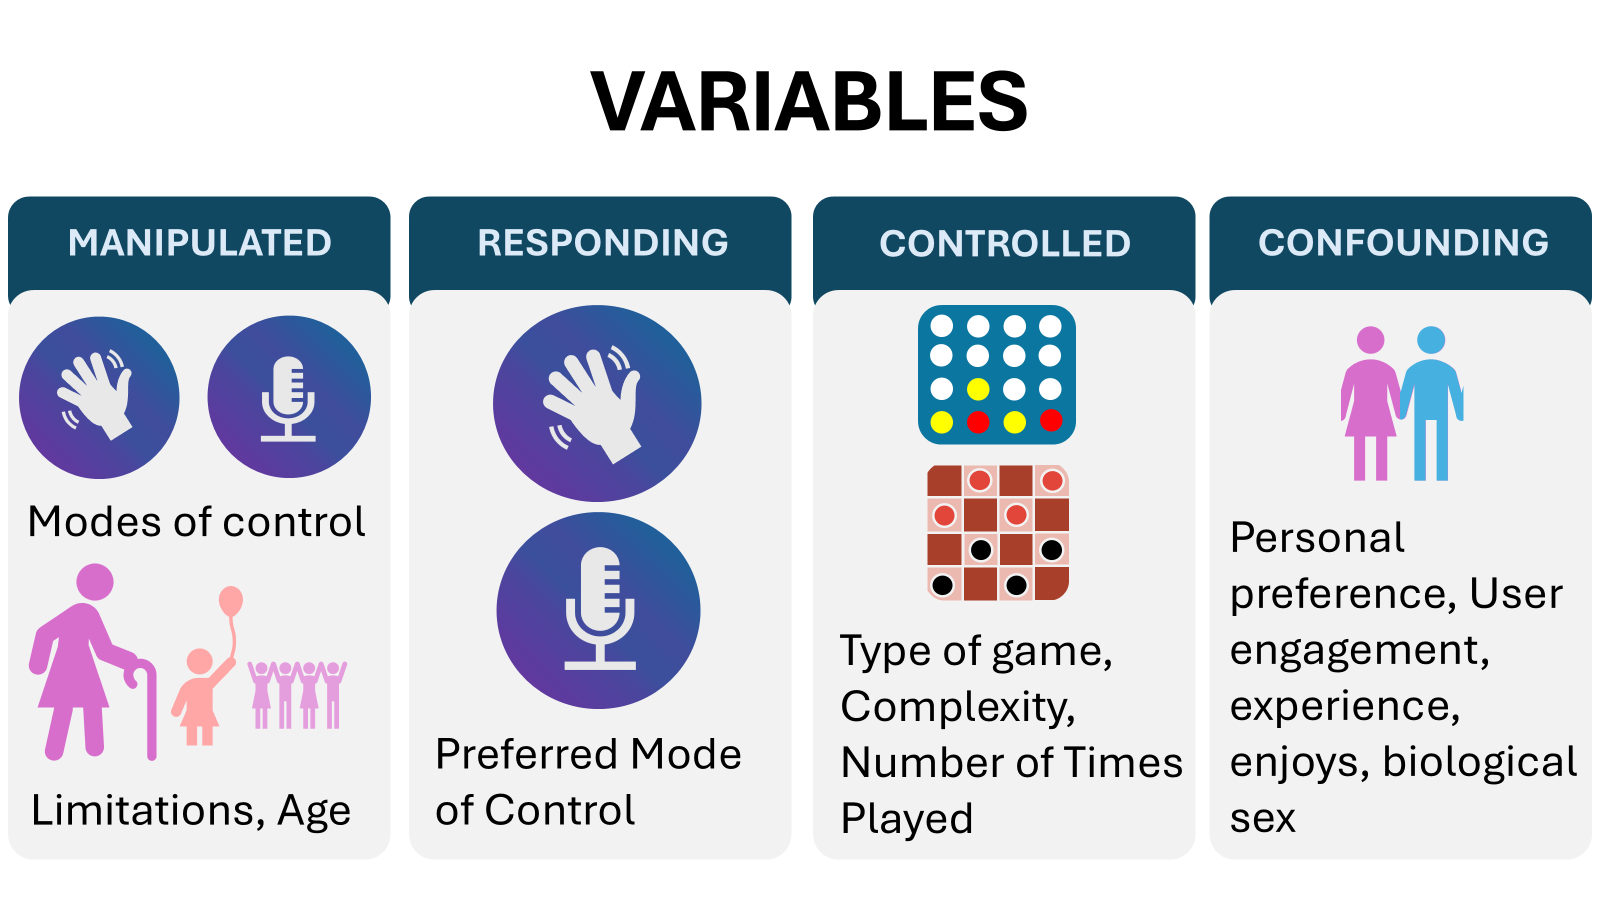 VARIABLES
MANIPULATED
Modes of control
Limitations, Age
RESPONDING
Preferred Mode
of Control
CONTROLLED
Type of game,
Complexity,
Number of Times
Played
CONFOUNDING
Personal
preference, User
engagement,
experience,
enjoys, biological
sex